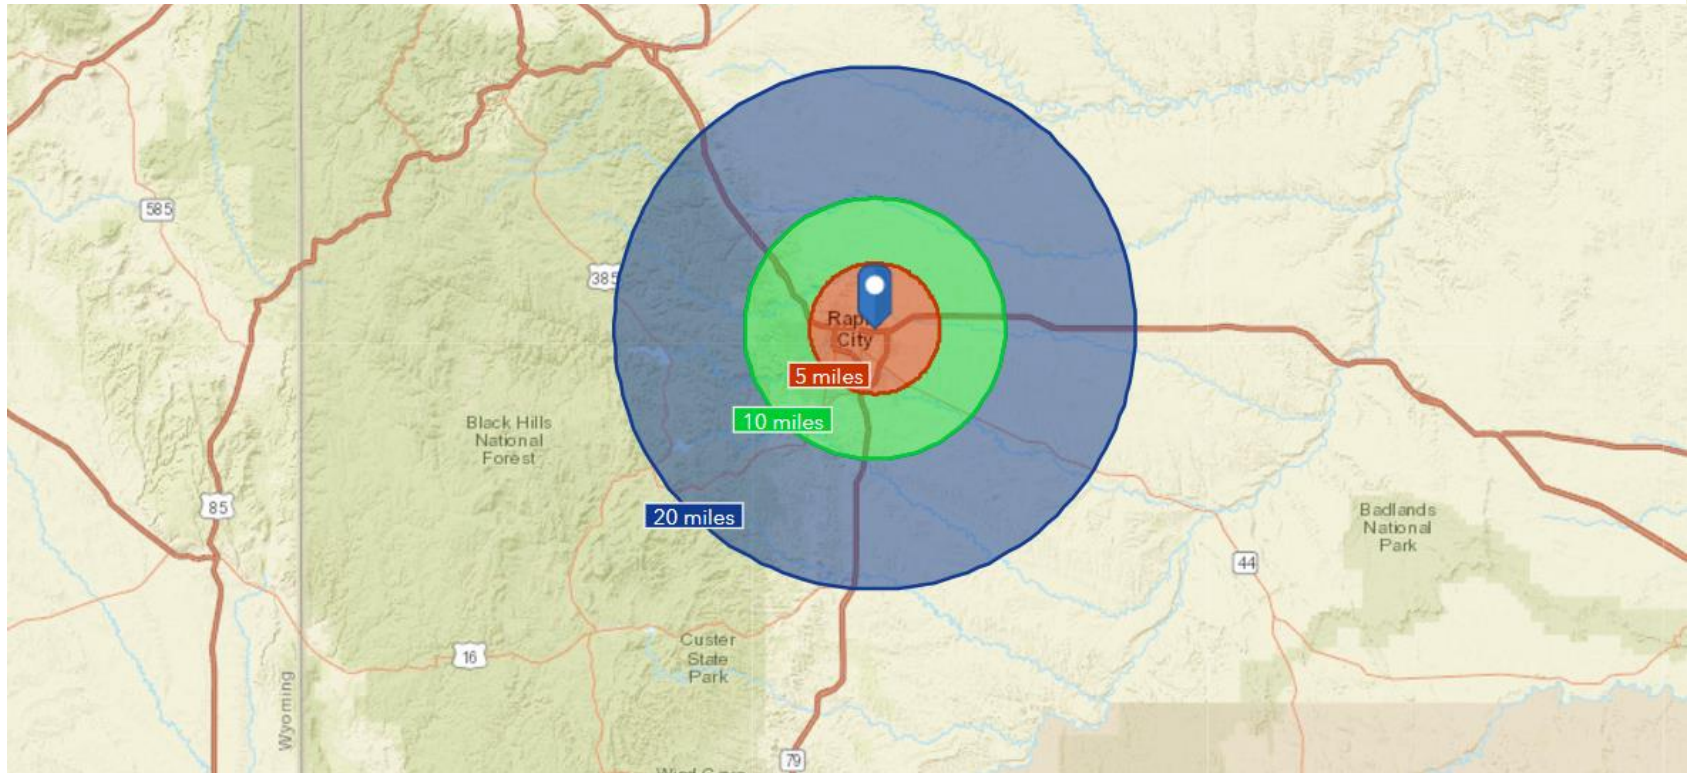 585
385
Rap
City
5 miles
10 miles
Black Hills
National
Forest
85
20 miles
Badlands
National
Park
44
Custer
State
Park
16
Wyoming
79